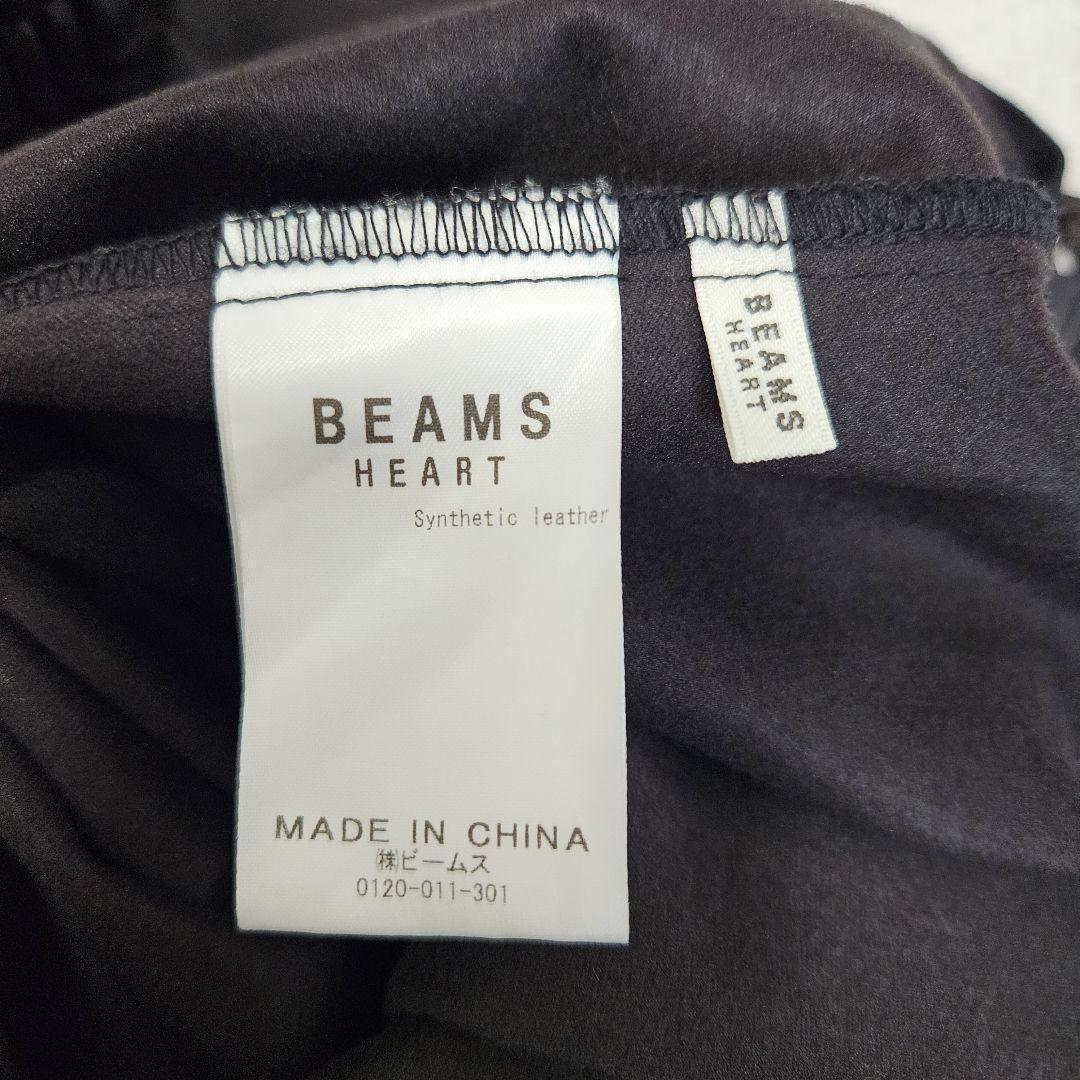 BEAMS
HEART
Synthetic leather
MADE IN CHINA
㈱ビームス
0120-011-301
BEAMS
HEART